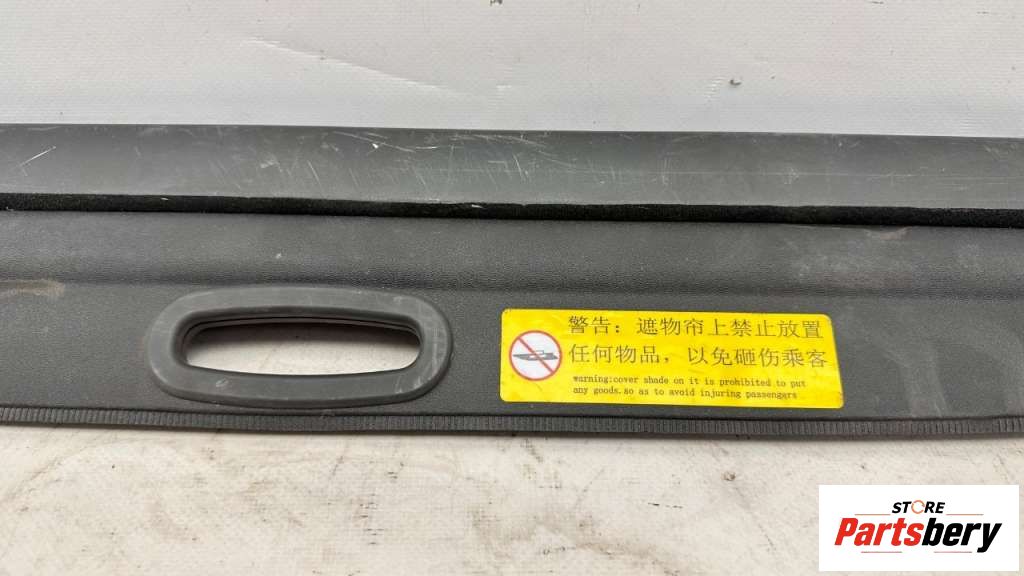 警告：遮物帘上禁止放置
任何物品，以免砸伤乘客
warning:cover shade on it is prohibited to put
any goods.so as to avoid injuring passengers
STORE
Partsbery